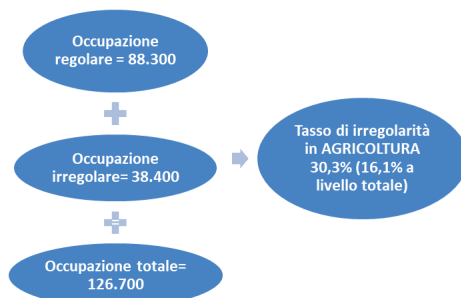 Occupazione
regolare = 88.300
Occupazione
irregolare= 38.400
Occupazione totale=
126.700
Tasso di irregolarità
in AGRICOLTURA
30,3% (16,1% a
livello totale)